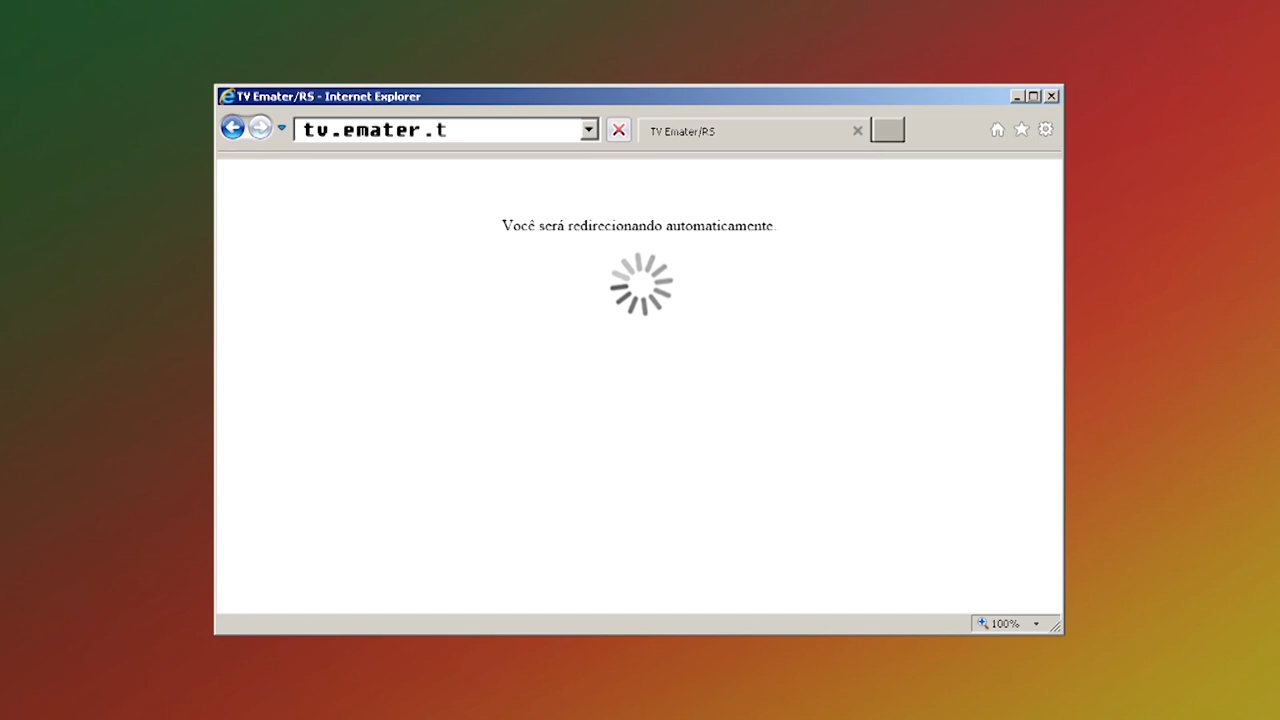 TV Emater/RS - Internet Explorer
tv.emater.t
TV Emater/RS
Você será redirecionando automaticamente.
100%